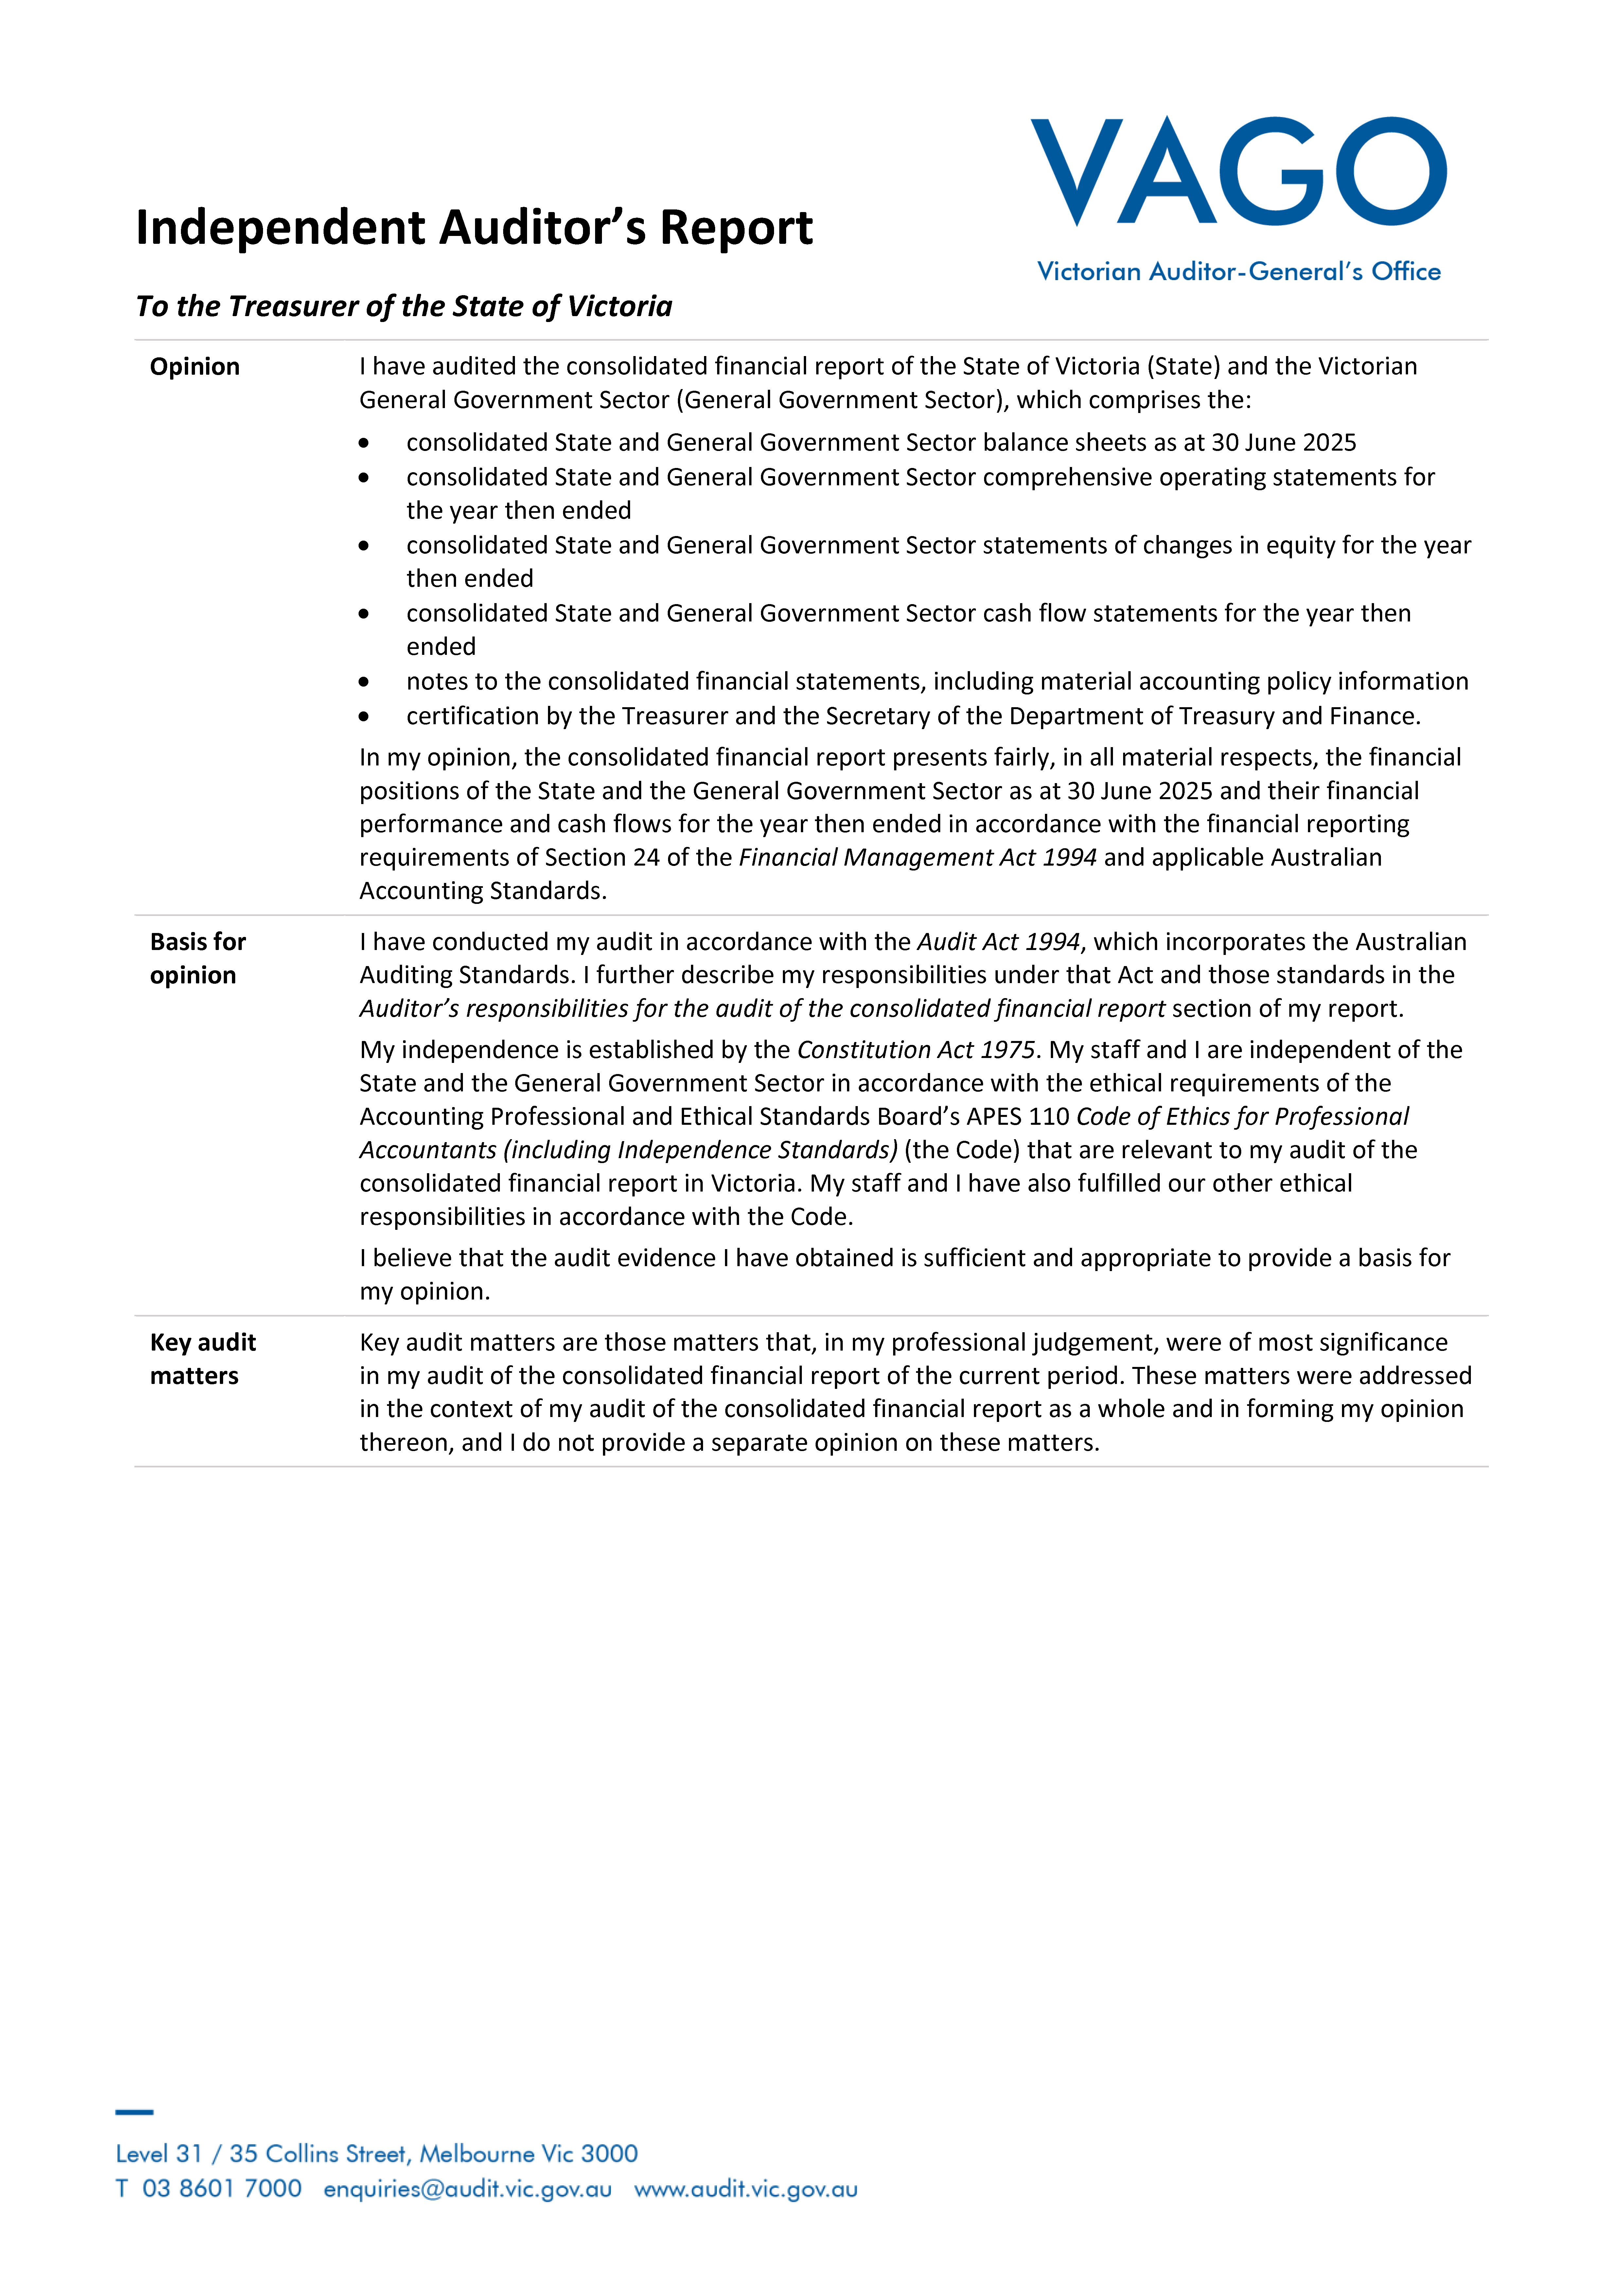 VAGO
Victorian Auditor-General’s Office
Independent Auditor’s Report
To the Treasurer of the State of Victoria
Opinion
I have audited the consolidated financial report of the State of Victoria (State) and the Victorian
General Government Sector (General Government Sector), which comprises the:
• consolidated State and General Government Sector balance sheets as at 30 June 2025
• consolidated State and General Government Sector comprehensive operating statements for
the year then ended
• consolidated State and General Government Sector statements of changes in equity for the year
then ended
• consolidated State and General Government Sector cash flow statements for the year then
ended
• notes to the consolidated financial statements, including material accounting policy information
• certification by the Treasurer and the Secretary of the Department of Treasury and Finance.
In my opinion, the consolidated financial report presents fairly, in all material respects, the financial
positions of the State and the General Government Sector as at 30 June 2025 and their financial
performance and cash flows for the year then ended in accordance with the financial reporting
requirements of Section 24 of the Financial Management Act 1994 and applicable Australian
Accounting Standards.
Basis for
opinion
I have conducted my audit in accordance with the Audit Act 1994, which incorporates the Australian
Auditing Standards. I further describe my responsibilities under that Act and those standards in the
Auditor’s responsibilities for the audit of the consolidated financial report section of my report.
My independence is established by the Constitution Act 1975. My staff and I are independent of the
State and the General Government Sector in accordance with the ethical requirements of the
Accounting Professional and Ethical Standards Board’s APES 110 Code of Ethics for Professional
Accountants (including Independence Standards) (the Code) that are relevant to my audit of the
consolidated financial report in Victoria. My staff and I have also fulfilled our other ethical
responsibilities in accordance with the Code.
I believe that the audit evidence I have obtained is sufficient and appropriate to provide a basis for
my opinion.
Key audit
matters
Key audit matters are those matters that, in my professional judgement, were of most significance
in my audit of the consolidated financial report of the current period. These matters were addressed
in the context of my audit of the consolidated financial report as a whole and in forming my opinion
thereon, and I do not provide a separate opinion on these matters.
Level 31 / 35 Collins Street, Melbourne Vic 3000
T 03 8601 7000 enquiries@audit.vic.gov.au www.audit.vic.gov.au